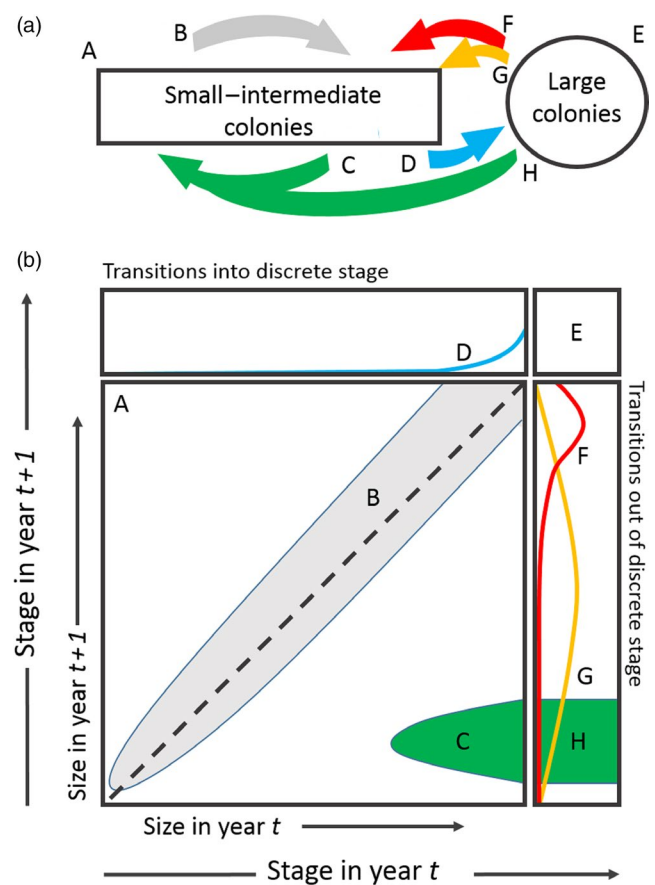 (a)
A
B
F
E
G
Small–intermediate
colonies
Large
colonies
C
D
H
(b)
Transitions into discrete stage
D
E
A
B
F
G
C
H
Transitions out of discrete stage
Stage in year t + 1
Size in year t +1
Size in year t
Stage in year t